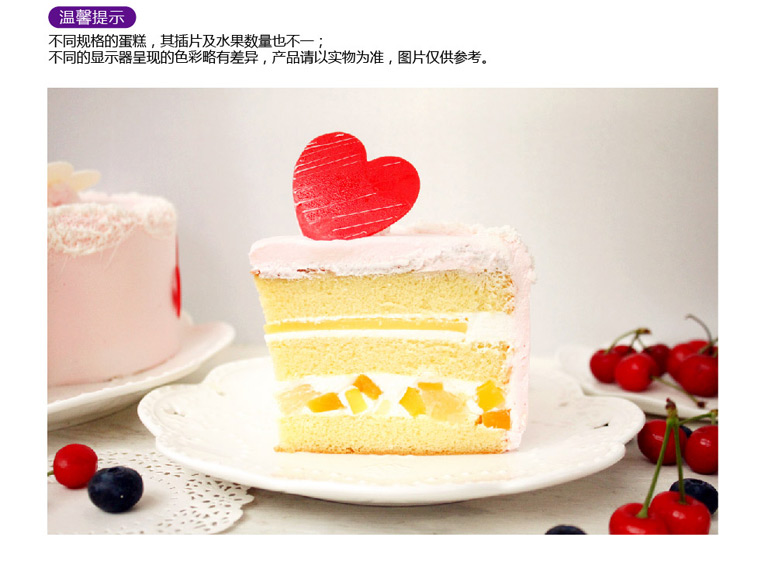 温馨提示
不同规格的蛋糕，其插片及水果数量也不一；
不同的显示器呈现的色彩略有差异，产品请以实物为准，图片仅供参考。